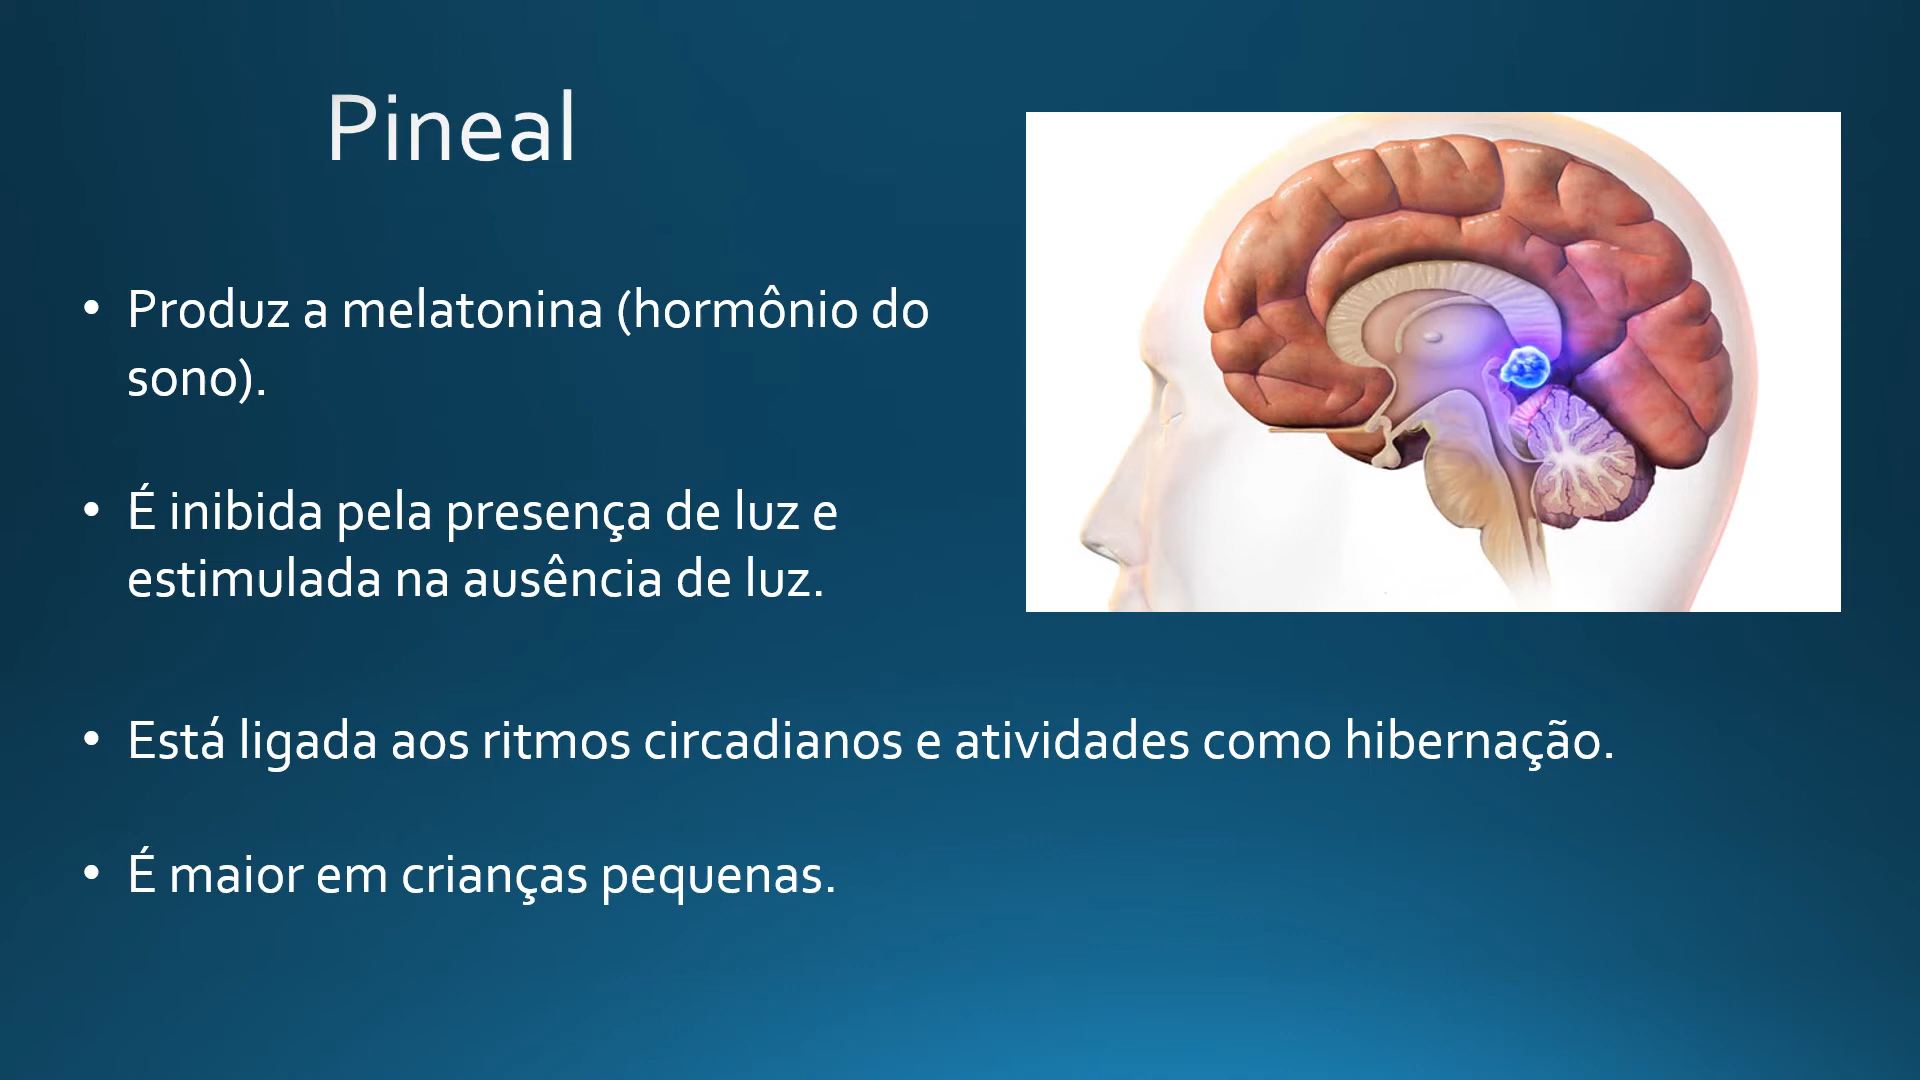 Pineal
• Produz a melatonina (hormônio do
sono).
• É inibida pela presença de luz e
estimulada na ausência de luz.
• Está ligada aos ritmos circadianos e atividades como hibernação.
• É maior em crianças pequenas.